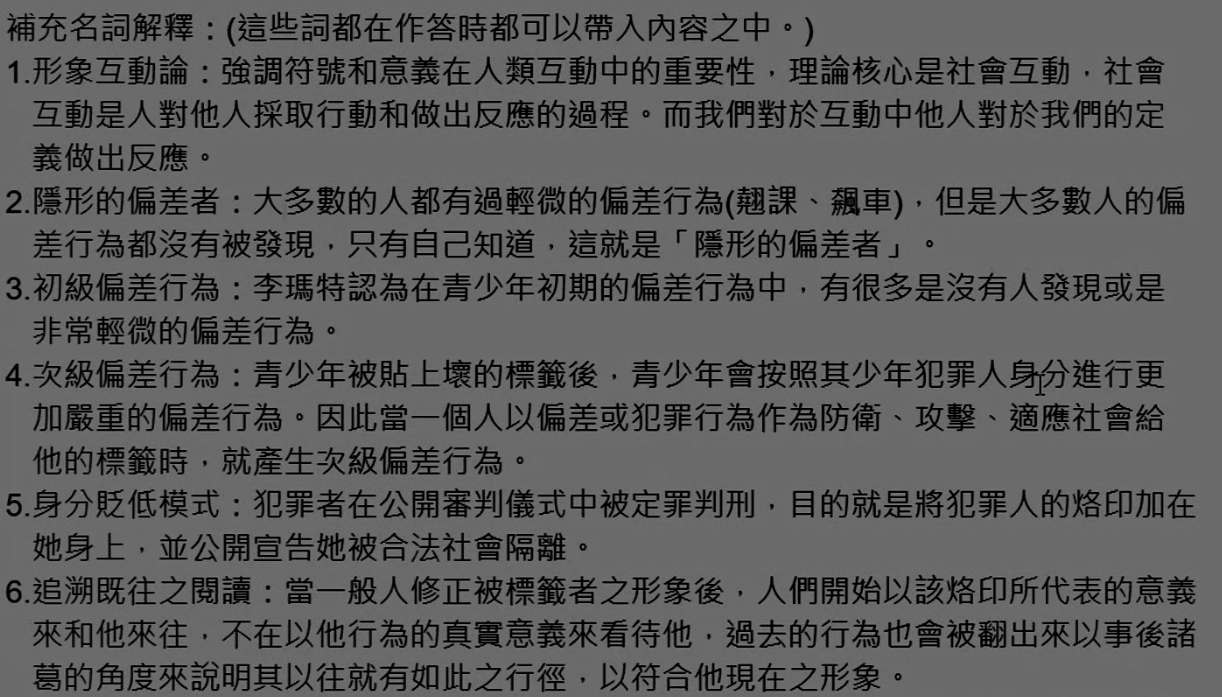 補充名詞解釋：(這些詞都在作答時都可以帶入內容之中。)
1.形象互動論：強調符號和意義在人類互動中的重要性，理論核心是社會互動，社會
互動是人對他人採取行動和做出反應的過程。而我們對於互動中他人對於我們的定
義做出反應。
2.隱形的偏差者：大多數的人都有過輕微的偏差行為(翹課、飆車)，但是大多數人的偏
差行為都沒有被發現，只有自己知道，這就是「隱形的偏差者」。
3.初級偏差行為：李瑪特認為在青少年初期的偏差行為中，有很多是沒有人發現或是
非常輕微的偏差行為。
4.次級偏差行為：青少年被貼上壞的標籤後，青少年會按照其少年犯罪人身分進行更
加嚴重的偏差行為。因此當一個人以偏差或犯罪行為作為防衛、攻擊、適應社會給
他的標籤時，就產生次級偏差行為。
5.身分貶低模式：犯罪者在公開審判儀式中被定罪判刑，目的就是將犯罪人的烙印加在
她身上，並公開宣告她被合法社會隔離。
6.追溯既往之閱讀：當一般人修正被標籤者之形象後，人們開始以該烙印所代表的意義
來和他來往，不在以他行為的真實意義來看待他，過去的行為也會被翻出來以事後諸
葛的角度來說明其以往就有如此之行徑，以符合他現在之形象。